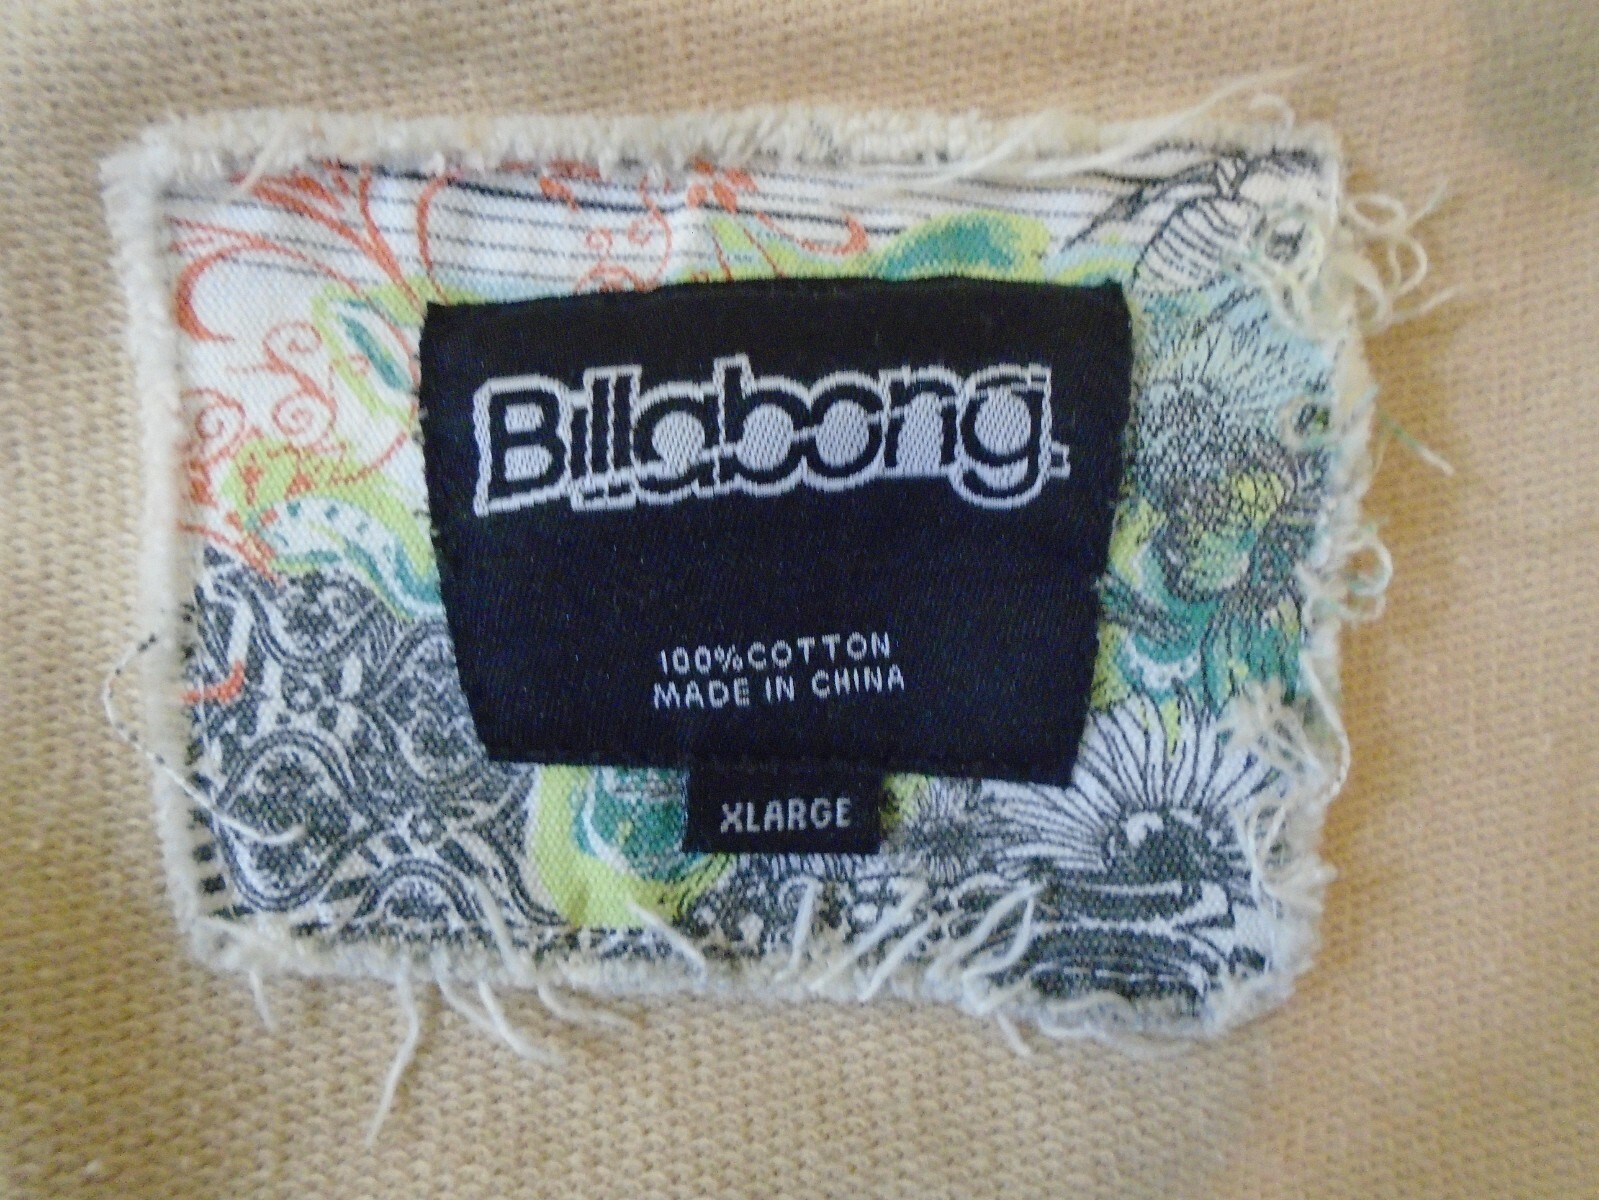 Billabong
100%COTTON
MADE IN CHINA
XLARGE